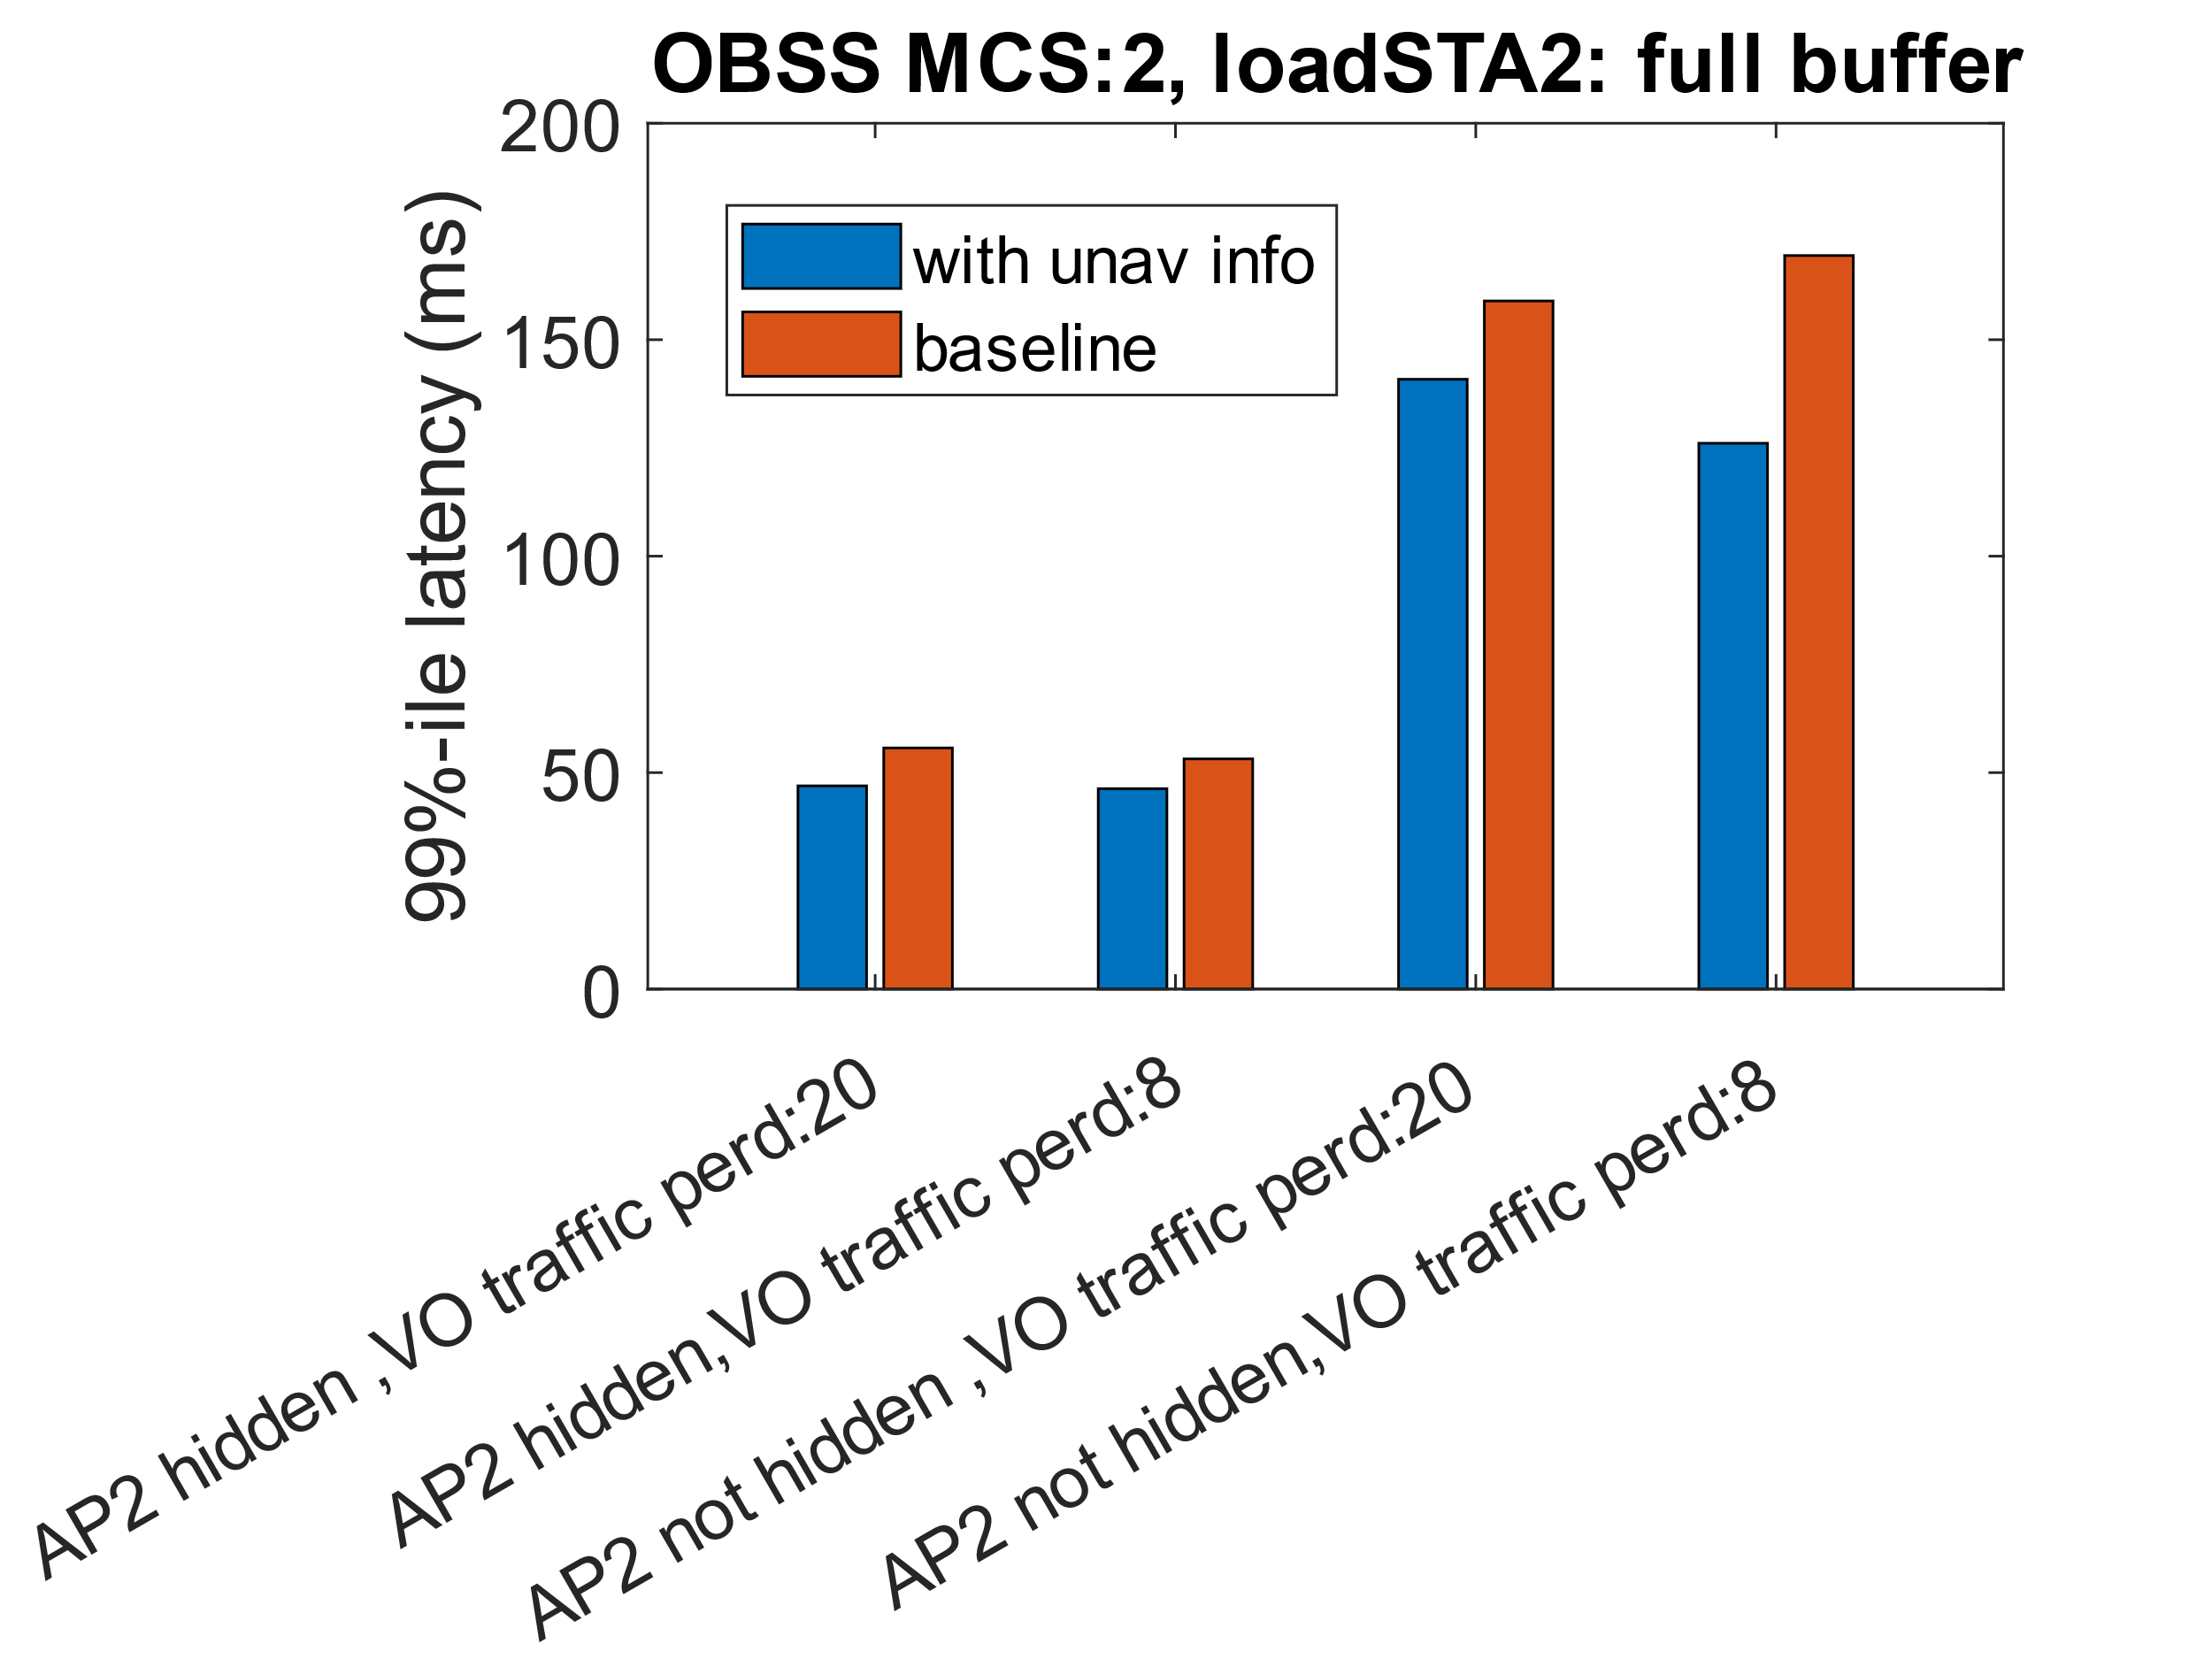 OBSS MCS:2, loadSTA2: full buffer
200
150
100
50
0
99%-ile latency (ms)
with unav info
baseline
AP2 hidden ,VO traffic perd:20
AP2 hidden,VO traffic perd:8
AP2 not hidden ,VO traffic perd:20
AP2 not hidden,VO traffic perd:8